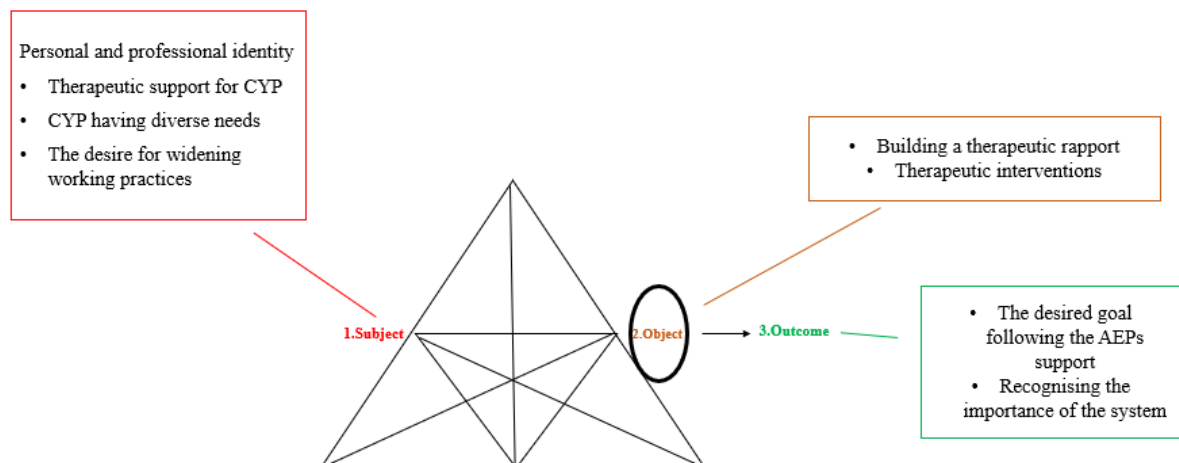 Personal and professional identity
• Therapeutic support for CYP
• CYP having diverse needs
• The desire for widening
working practices
• Building a therapeutic rapport
• Therapeutic interventions
1.Subject
2.Object
3.Outcome
• The desired goal
following the AEPs
support
• Recognising the
importance of the system